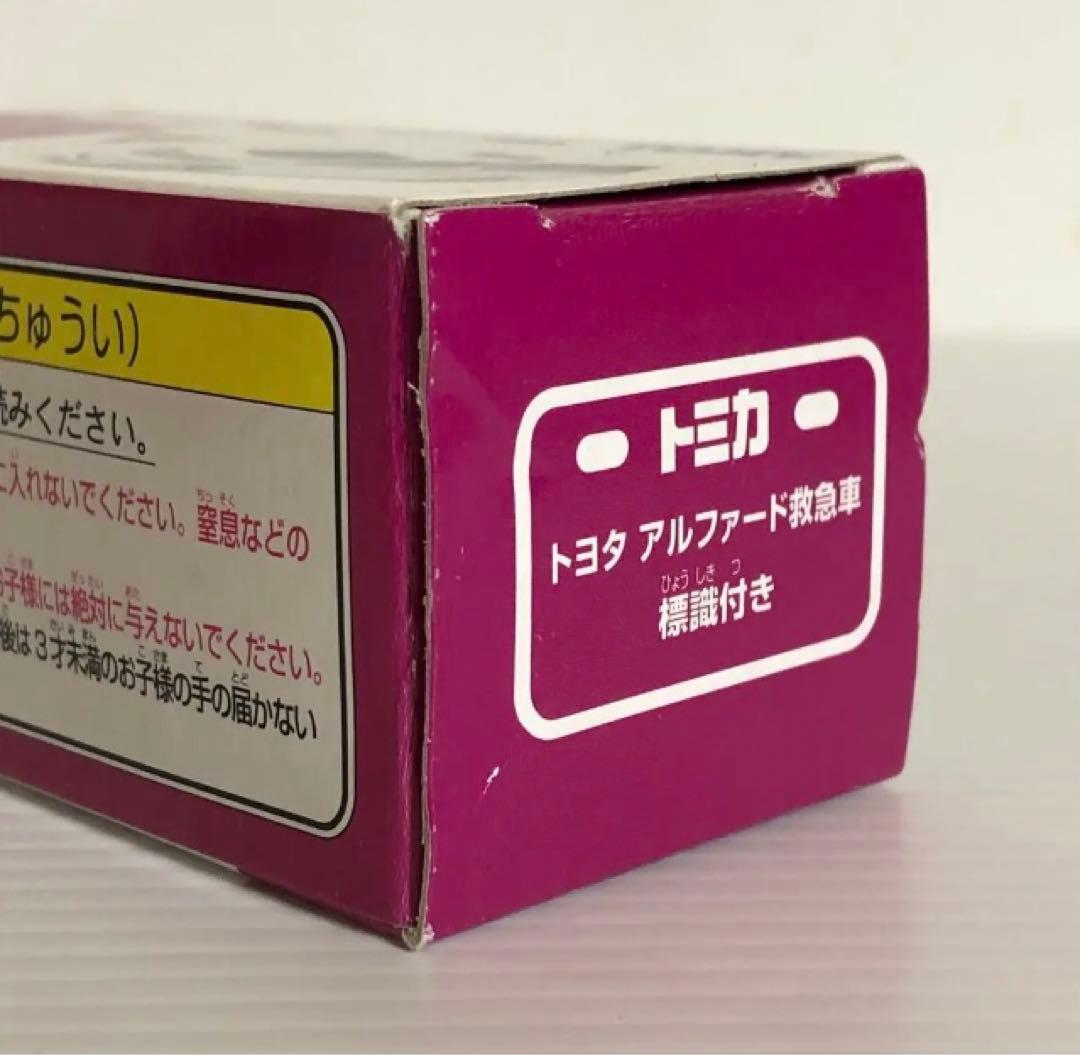 ちゅうい)
読みください。
に入れないでください。窒息などの
お子様には絶対に与えないでください。
後は3才未満のお子様の手の届かない
トミカ
トヨタ アルファード救急車
標識付き